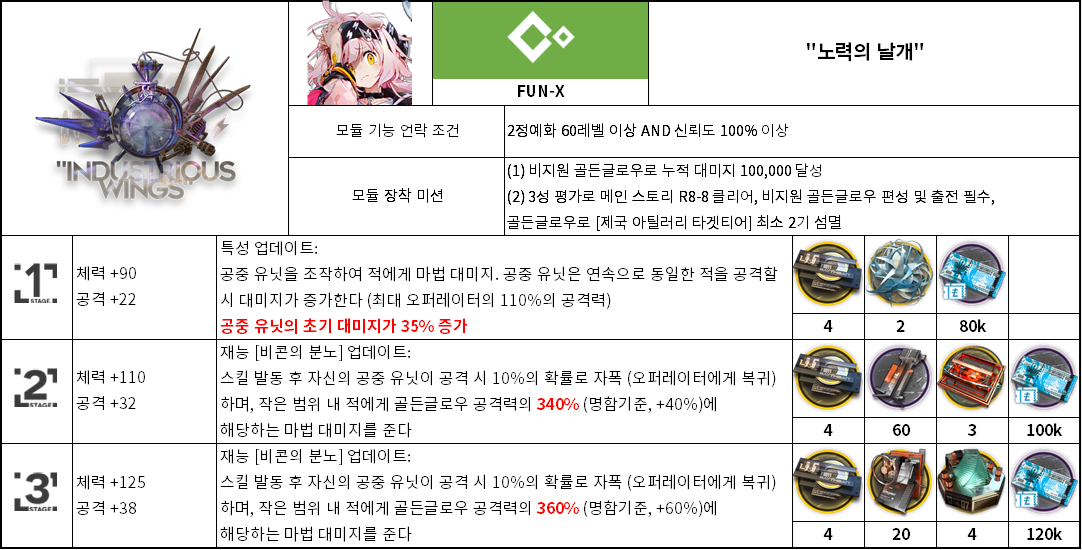 "INDUSTRIOUS
WINGS"
FUN-X
"노력의 날개"
모듈 기능 언락 조건
2정예화 60레벨 이상 AND 신뢰도 100% 이상
모듈 장착 미션
(1) 비지원 골든글로우로 누적 대미지 100,000 달성
(2) 3성 평가로 메인 스토리 R8-8 클리어, 비지원 골든글로우 편성 및 출전 필수,
골든글로우로 [제국 아틸러리 타겟티어] 최소 2기 섬멸
1
STAGE.
체력 +90
공격 +22
특성 업데이트:
공중 유닛을 조작하여 적에게 마법 대미지. 공중 유닛은 연속으로 동일한 적을 공격할
시 대미지가 증가한다 (최대 오퍼레이터의 110%의 공격력)
공중 유닛의 초기 대미지가 35% 증가
4
2
80k
2
STAGE.
체력 +110
공격 +32
재능 [비콘의 분노] 업데이트:
스킬 발동 후 자신의 공중 유닛이 공격 시 10%의 확률로 자폭 (오퍼레이터에게 복귀)
하며, 작은 범위 내 적에게 골든글로우 공격력의 340% (명함기준, +40%)에
해당하는 마법 대미지를 준다
4
60
3
100k
3
STAGE.
체력 +125
공격 +38
재능 [비콘의 분노] 업데이트:
스킬 발동 후 자신의 공중 유닛이 공격 시 10%의 확률로 자폭 (오퍼레이터에게 복귀)
하며, 작은 범위 내 적에게 골든글로우 공격력의 360% (명함기준, +60%)에
해당하는 마법 대미지를 준다
4
20
4
120k